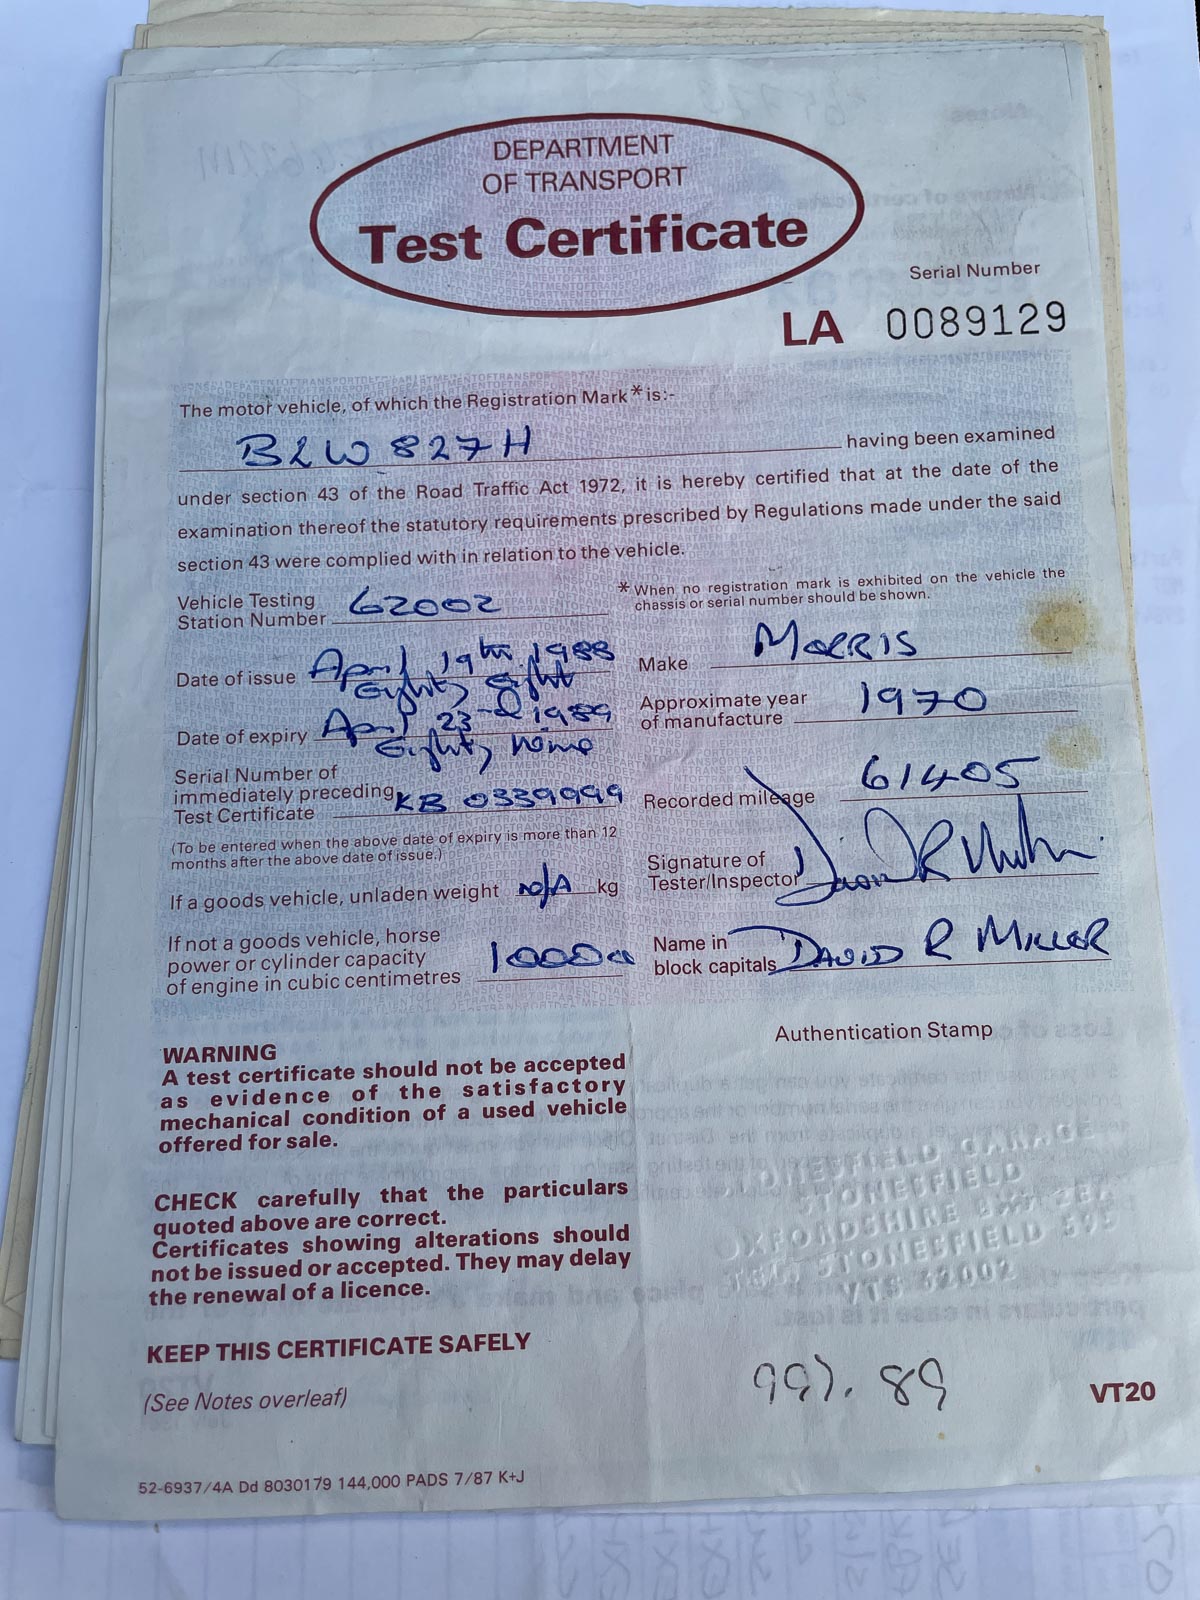 DEPARTMENT
OF TRANSPORT
Test Certificate
Serial Number
LA 0089129
The motor vehicle, of which the Registration Mark* is:-
BLW 827H having been examined
under section 43 of the Road Traffic Act 1972, it is hereby certified that at the date of the
examination thereof the statutory requirements prescribed by Regulations made under the said
section 43 were complied with in relation to the vehicle.
* When no registration mark is exhibited on the vehicle the
chassis or serial number should be shown.
Vehicle Testing
Station Number 62002
Date of issue April 19th 1988
Eighty eight
Date of expiry April 23rd 1989
Eighty nine
Serial Number of
immediately preceding
Test Certificate KB 0339999
(To be entered when the above date of expiry is more than 12
months after the above date of issue.)
If a goods vehicle, unladen weight N/A kg
If not a goods vehicle, horse
power or cylinder capacity
of engine in cubic centimetres 1000cc
Make MORRIS
Approximate year
of manufacture 1970
Recorded mileage 61405
Signature of
Tester/Inspector
Name in
block capitals DAVID R MILLER
Authentication Stamp
WARNING
A test certificate should not be accepted
as evidence of the satisfactory
mechanical condition of a used vehicle
offered for sale.
CHECK carefully that the particulars
quoted above are correct.
Certificates showing alterations should
not be issued or accepted. They may delay
the renewal of a licence.
KEEP THIS CERTIFICATE SAFELY
(See Notes overleaf)
GARAGE
STONESFIELD
OXFORDSHIRE
TEL. STONESFIELD
VTS 62002
VT20
52-6937/4A Dd 8030179 144,000 PADS 7/87 K+J